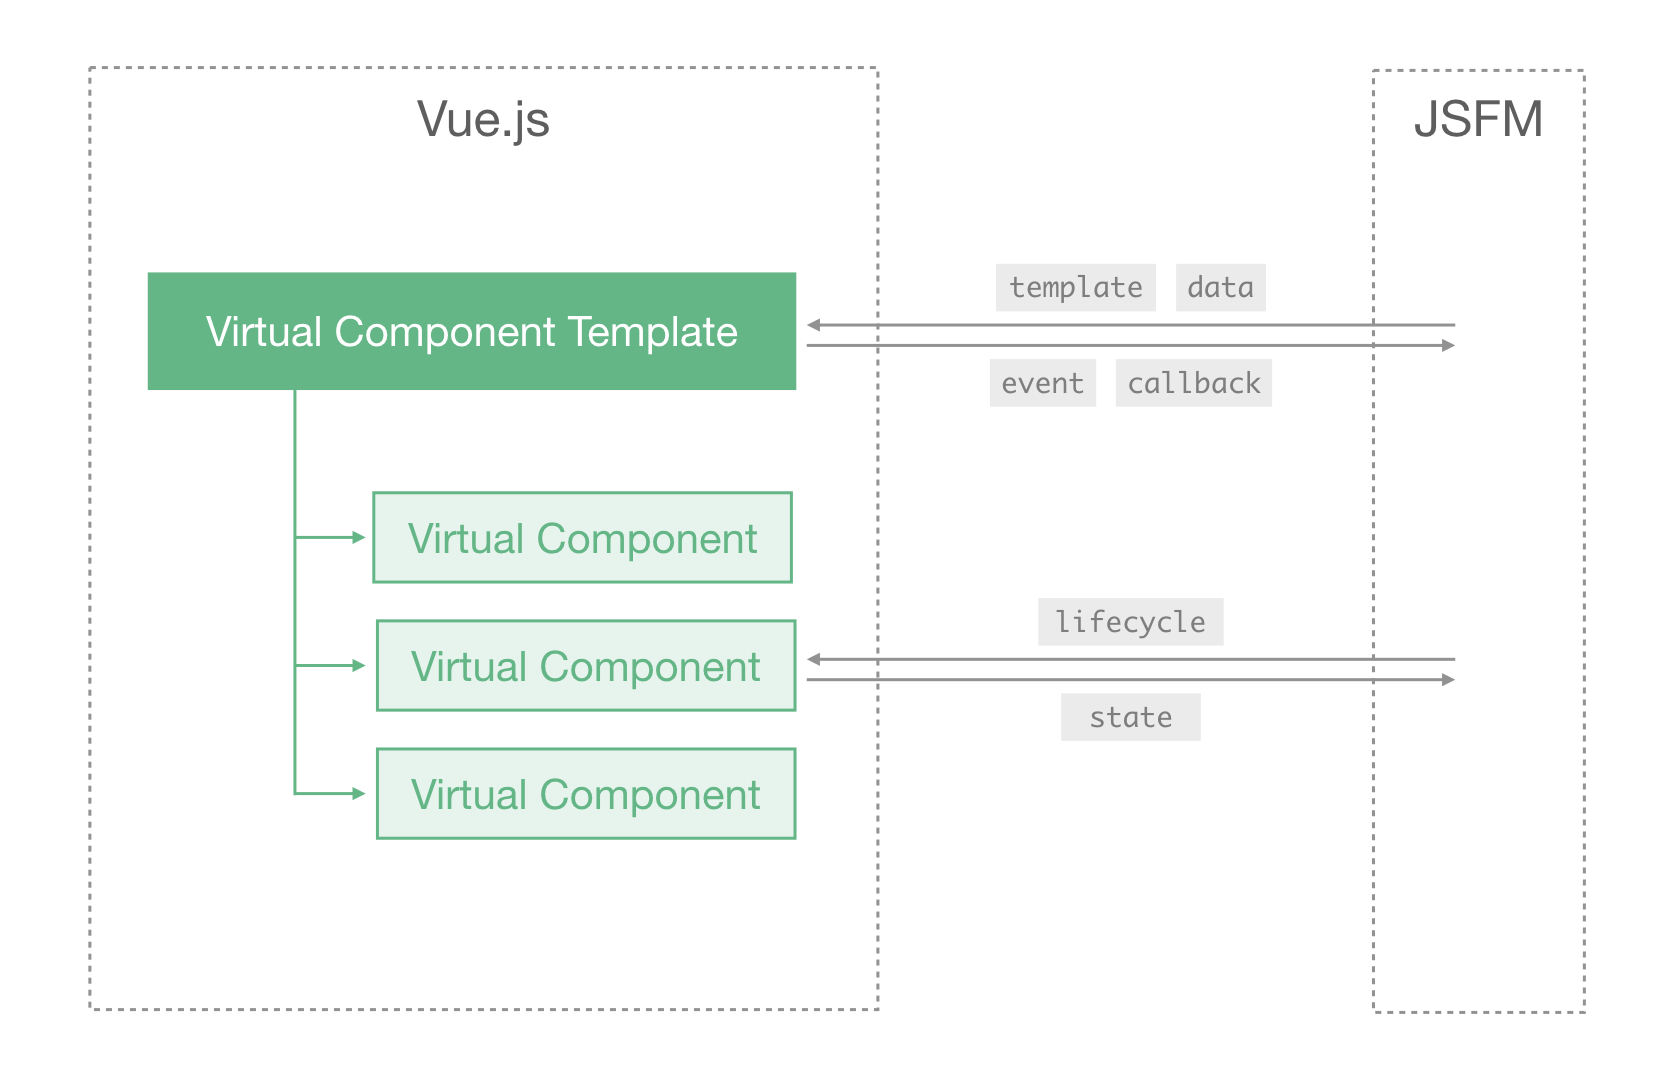 Vue.js
JSFM
template data
Virtual Component Template
event callback
Virtual Component
lifecycle
Virtual Component
state
Virtual Component